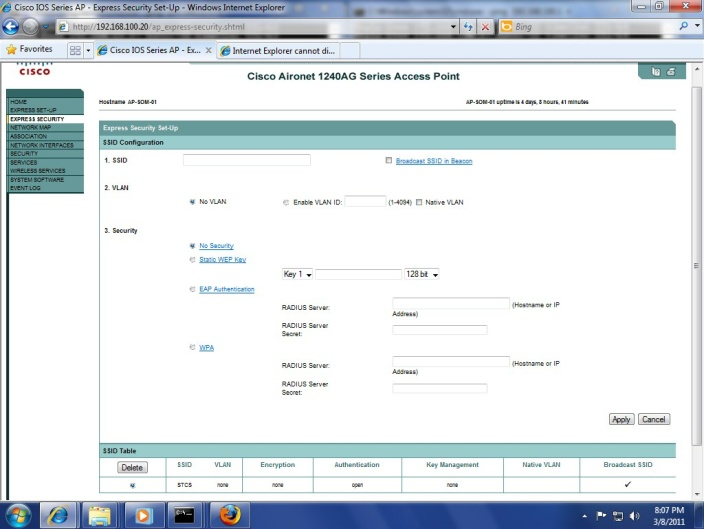 Cisco IOS Series AP - Express Security Set-Up - Windows Internet Explorer
http://192.168.100.20/ap_express-security.shtml
Bing
Favorites
Cisco IOS Series AP - Ex...
Internet Explorer cannot di...
CISCO
Cisco Aironet 1240AG Series Access Point
HOME
EXPRESS SET-UP
EXPRESS SECURITY
NETWORK MAP
ASSOCIATION
NETWORK INTERFACES
SECURITY
SERVICES
WIRELESS SERVICES
SYSTEM SOFTWARE
EVENT LOG
Hostname AP-SOM-01
AP-SOM-01 uptime is 4 days, 8 hours, 41 minutes
Express Security Set-Up
SSID Configuration
1. SSID
Broadcast SSID in Beacon
2. VLAN
No VLAN
Enable VLAN ID:
(1-4094)
Native VLAN
3. Security
No Security
Static WEP Key
Key 1
128 bit
EAP Authentication
RADIUS Server:
(Hostname or IP
Address)
RADIUS Server
Secret:
WPA
RADIUS Server:
(Hostname or IP
Address)
RADIUS Server
Secret:
Apply
Cancel
SSID Table
Delete
SSID
VLAN
Encryption
Authentication
Key Management
Native VLAN
Broadcast SSID
STCS
none
none
open
none
8:07 PM
3/8/2011